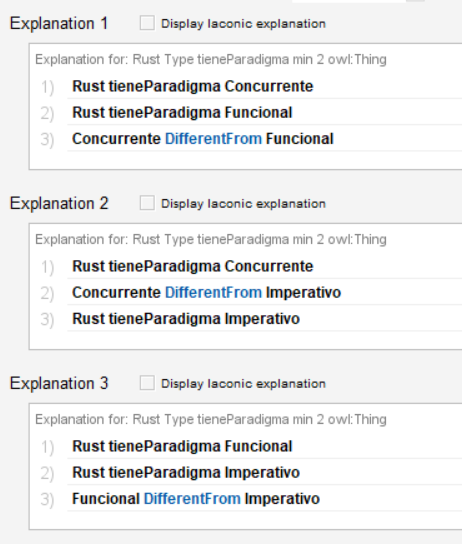 Explanation 1 Display laconic explanation
Explanation for: Rust Type tieneParadigma min 2 owl:Thing
1) Rust tieneParadigma Concurrente
2) Rust tieneParadigma Funcional
3) Concurrente DifferentFrom Funcional
Explanation 2 Display laconic explanation
Explanation for: Rust Type tieneParadigma min 2 owl:Thing
1) Rust tieneParadigma Concurrente
2) Concurrente DifferentFrom Imperativo
3) Rust tieneParadigma Imperativo
Explanation 3 Display laconic explanation
Explanation for: Rust Type tieneParadigma min 2 owl:Thing
1) Rust tieneParadigma Funcional
2) Rust tieneParadigma Imperativo
3) Funcional DifferentFrom Imperativo